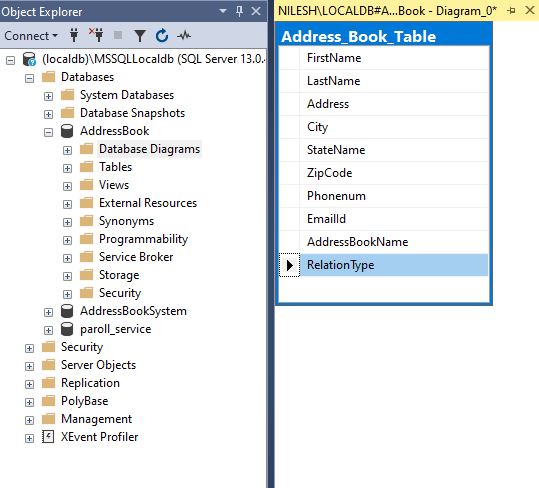 Object Explorer
Connect
(localdb)\MSSQLLocaldb (SQL Server 13.0.
Databases
System Databases
Database Snapshots
AddressBook
Database Diagrams
Tables
Views
External Resources
Synonyms
Programmability
Service Broker
Storage
Security
AddressBookSystem
paroll_service
Security
Server Objects
Replication
PolyBase
Management
XEvent Profiler
NILESH\LOCALDB#A...Book - Diagram_0*
Address_Book_Table
FirstName
LastName
Address
City
StateName
ZipCode
Phonenum
EmailId
AddressBookName
RelationType